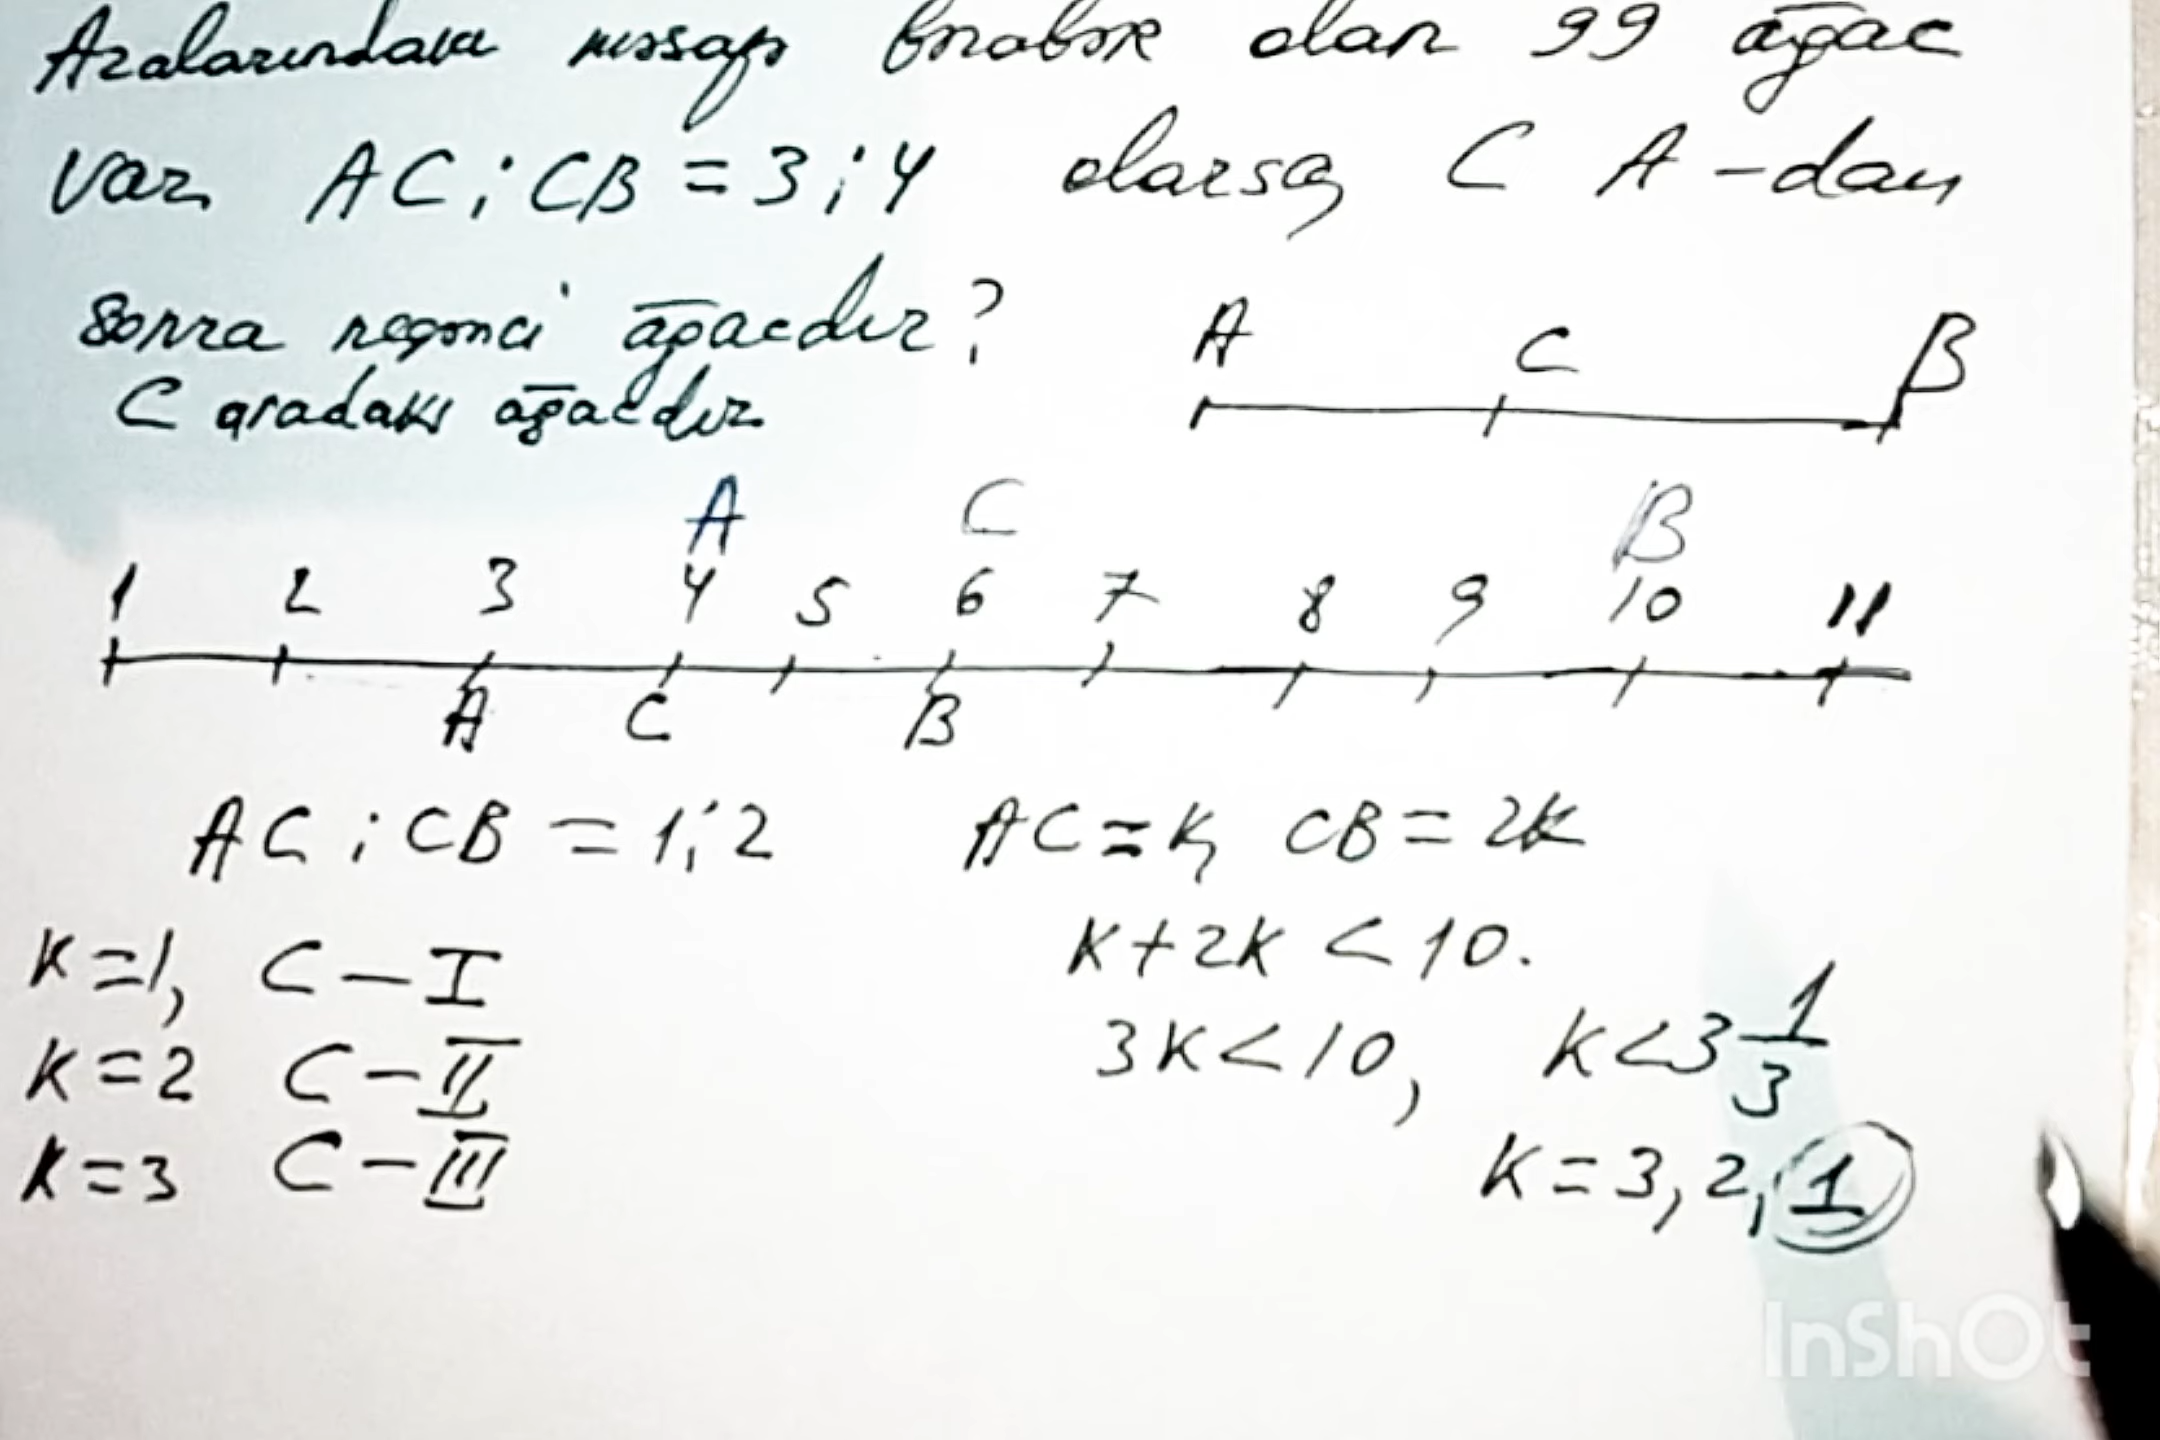 Aralarındakı məsafə bərabər olan 99 ağac
var AC:CB = 3:4 olarsa, C A-dan
sonra neçənci ağacdır?
C aradakı ağacdır
A C B
A C B
1 2 3 4 5 6 7 8 9 10 11
A C B
AC:CB = 1:2 AC = k, CB = 2k
k=1, C – I k+2k < 10.
k=2 C – II 3k < 10, k < 3 1/3
k=3 C – III k = 3, 2, 1
InShOt